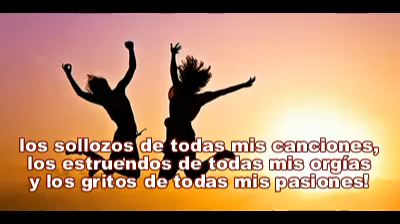 los sollozos de todas mis canciones,
los estruendos de todas mis orgías
y los gritos de todas mis pasiones!